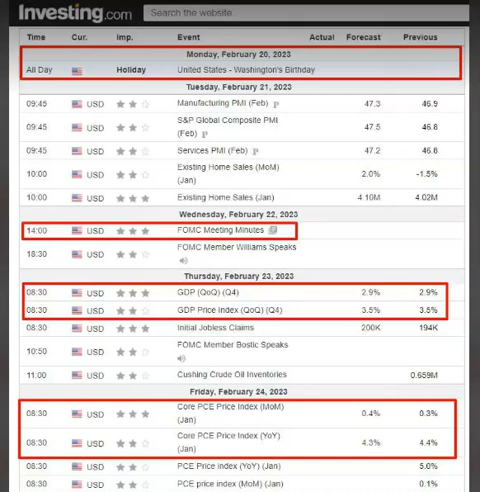 Investing.com Search the website...
Time Cur. Imp. Event Actual Forecast Previous
Monday, February 20, 2023
All Day Holiday United States - Washington's Birthday
Tuesday, February 21, 2023
09:45 USD Manufacturing PMI (Feb) P 47.3 46.9
09:45 USD S&P Global Composite PMI
(Feb) P 47.5 46.8
09:45 USD Services PMI (Feb) P 47.2 46.8
10:00 USD Existing Home Sales (MoM)
(Jan) 2.0% -1.5%
10:00 USD Existing Home Sales (Jan) 4.10M 4.02M
Wednesday, February 22, 2023
14:00 USD FOMC Meeting Minutes
18:30 USD FOMC Member Williams Speaks
Thursday, February 23, 2023
08:30 USD GDP (QoQ) (Q4) 2.9% 2.9%
08:30 USD GDP Price Index (QoQ) (Q4) 3.5% 3.5%
08:30 USD Initial Jobless Claims 200K 194K
10:50 USD FOMC Member Bostic Speaks
11:00 USD Cushing Crude Oil Inventories 0.659M
Friday, February 24, 2023
08:30 USD Core PCE Price Index (MoM)
(Jan) 0.4% 0.3%
08:30 USD Core PCE Price Index (YoY)
(Jan) 4.3% 4.4%
08:30 USD PCE Price index (YoY) (Jan) 5.0%
08:30 USD PCE price index (MoM) (Jan) 0.1%